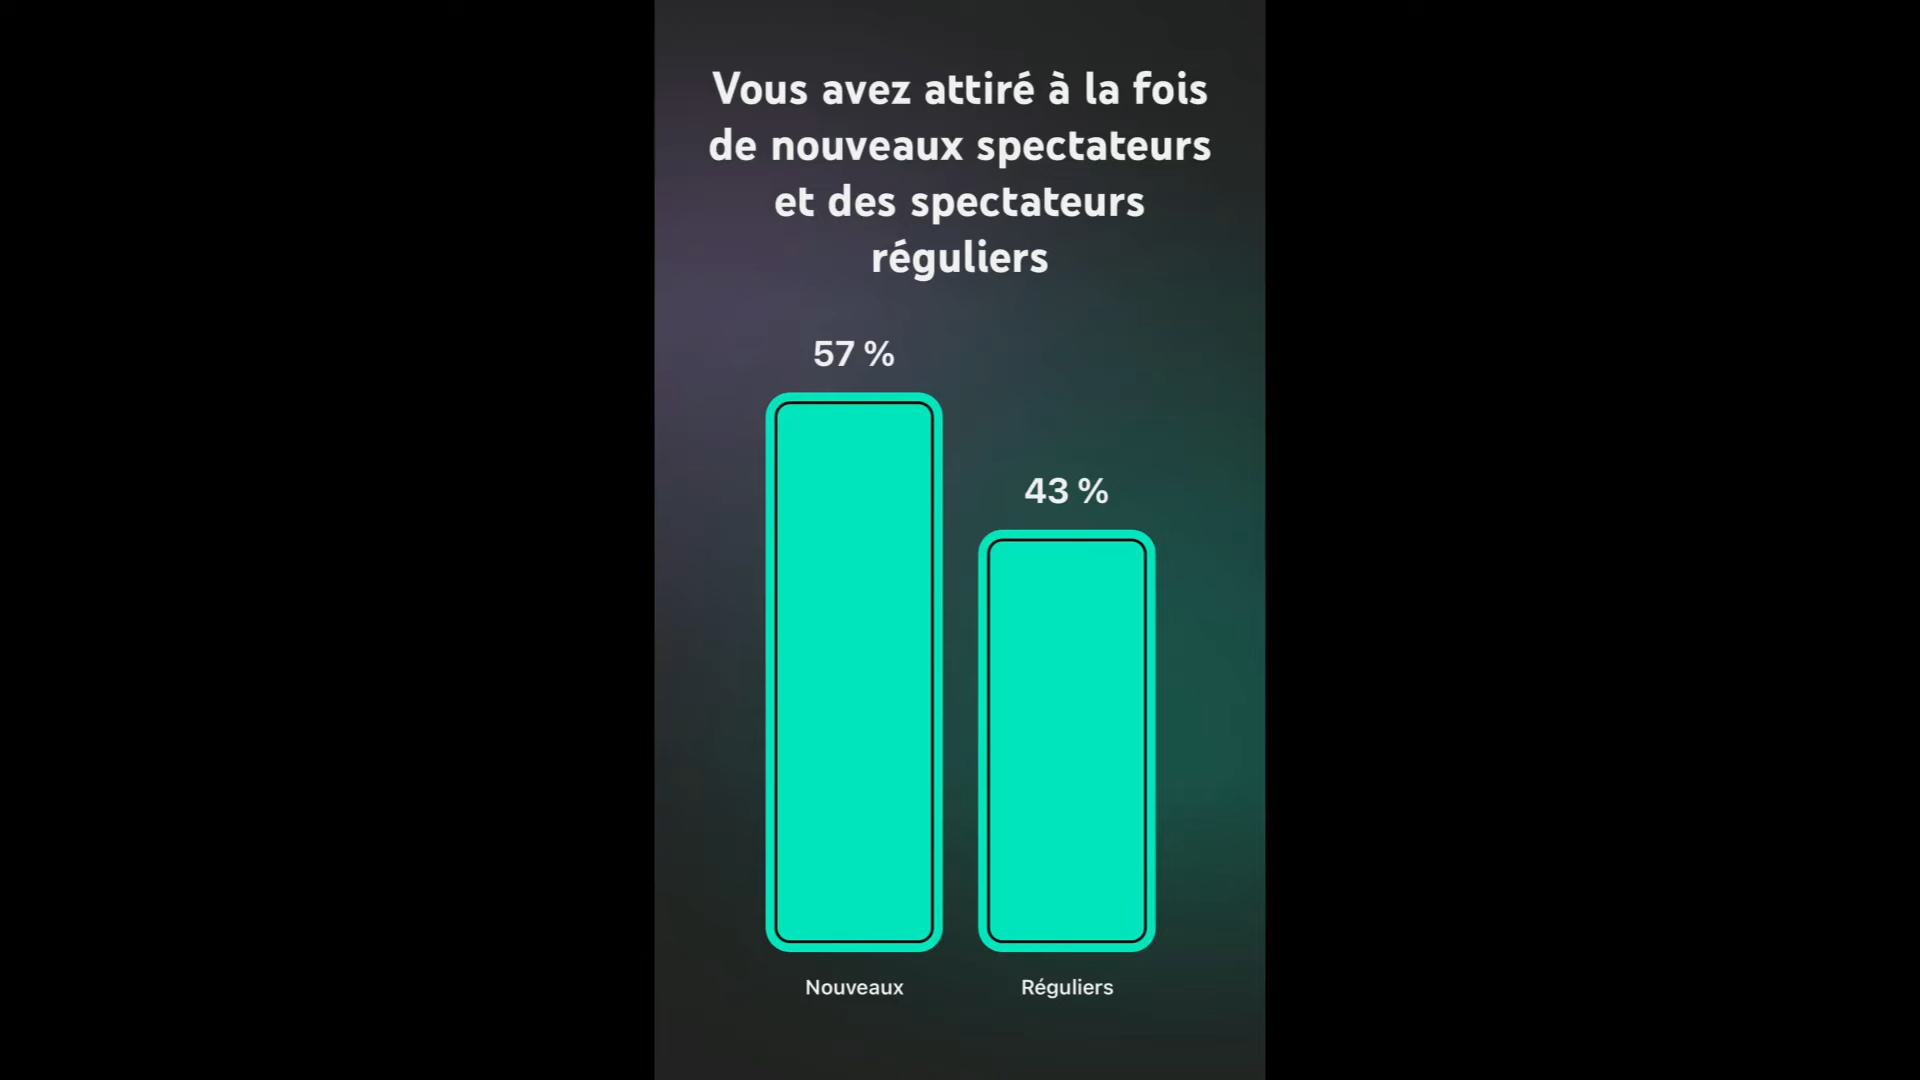 Vous avez attiré à la fois
de nouveaux spectateurs
et des spectateurs
réguliers
57 %
43 %
Nouveaux
Réguliers